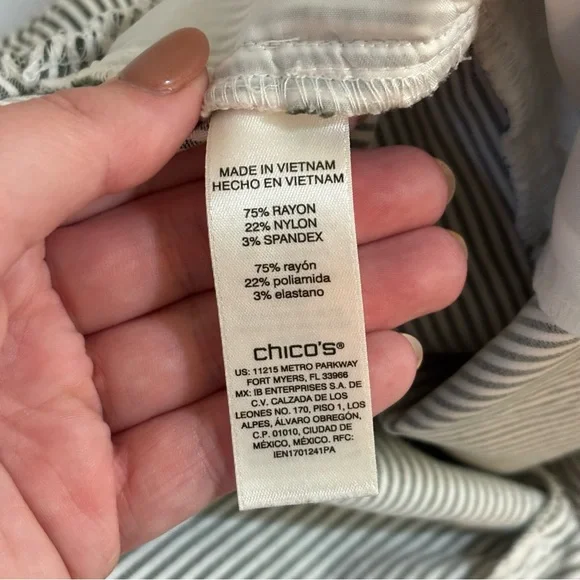 MADE IN VIETNAM
HECHO EN VIETNAM
75% RAYON
22% NYLON
3% SPANDEX
75% rayón
22% poliamida
3% elastano
chico's®
US: 11215 METRO PARKWAY
FORT MYERS, FL 33966
MX: IB ENTERPRISES S.A. DE
C.V. CALZADA DE LOS
LEONES NO. 170, PISO 1, LOS
ALPES, ÁLVARO OBREGÓN,
C.P. 01010, CIUDAD DE
MÉXICO, MÉXICO. RFC:
IEN1701241PA